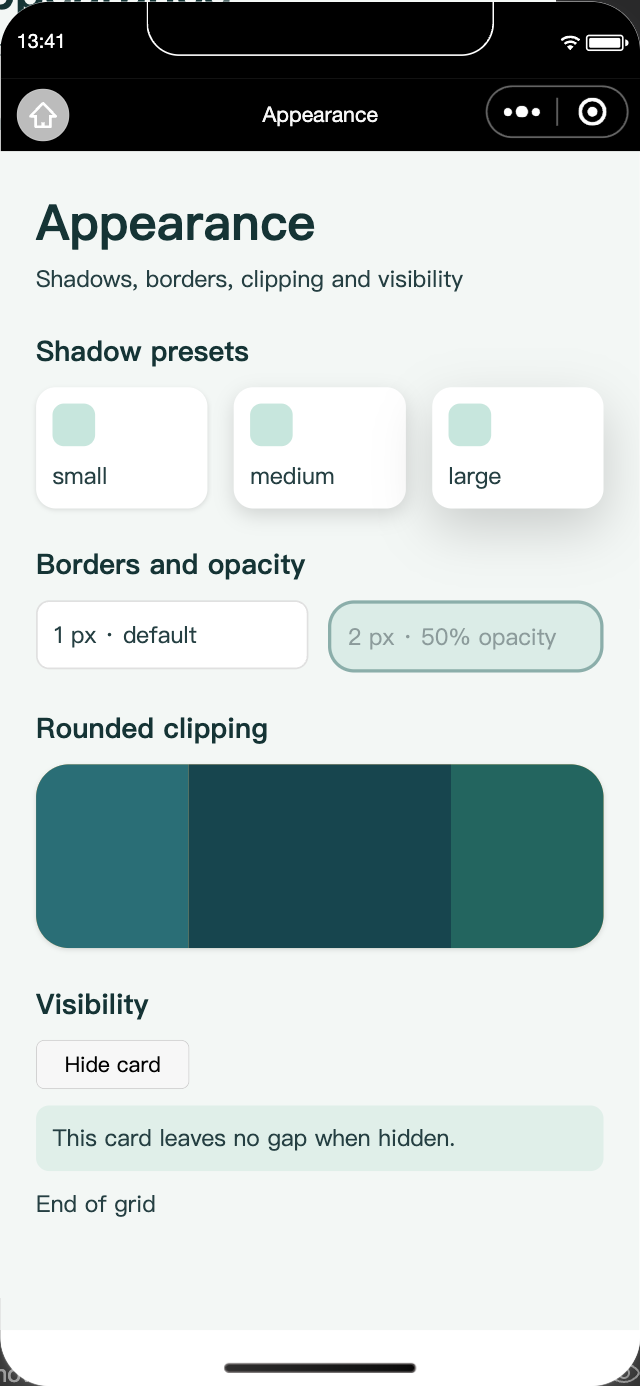 13:41
Appearance
Appearance
Shadows, borders, clipping and visibility
Shadow presets
small
medium
large
Borders and opacity
1 px · default
2 px · 50% opacity
Rounded clipping
Visibility
Hide card
This card leaves no gap when hidden.
End of grid